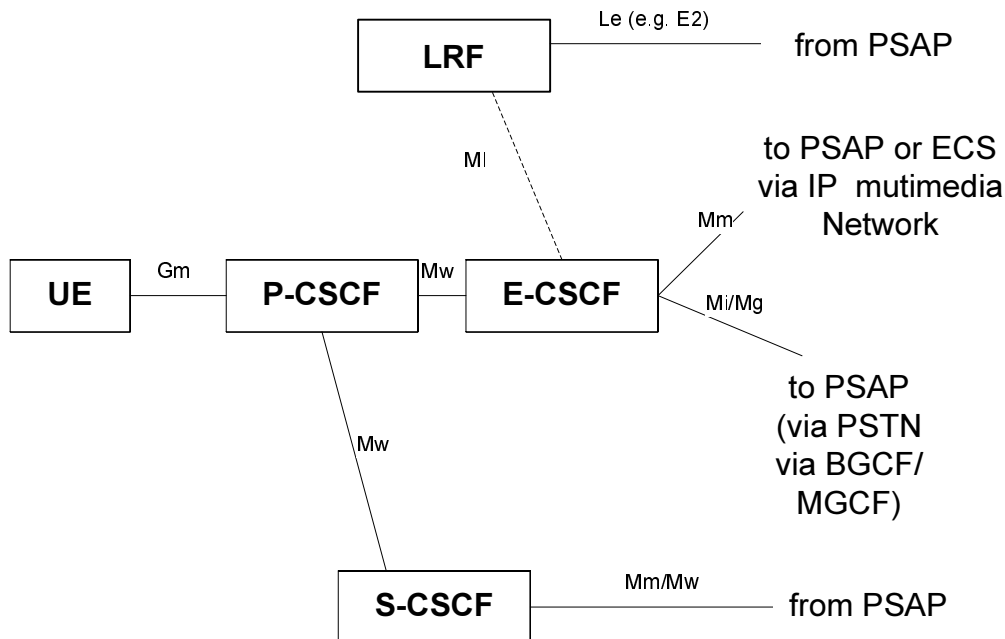 Le (e.g. E2)
LRF
from PSAP
Ml
to PSAP or ECS
via IP mutimedia
Network
Mm
UE
Gm
P-CSCF
Mw
E-CSCF
Mi/Mg
to PSAP
(via PSTN
via BGCF/
MGCF)
Mw
S-CSCF
Mm/Mw
from PSAP